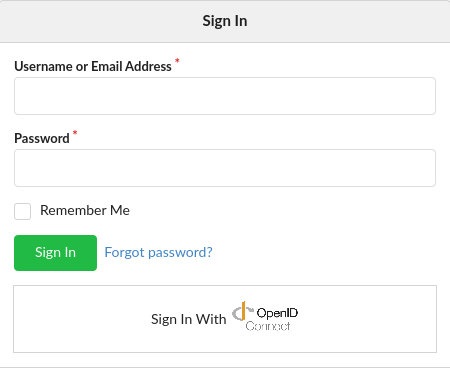 Sign In
Username or Email Address *
Password *
Remember Me
Sign In Forgot password?
Sign In With OpenID
Connect